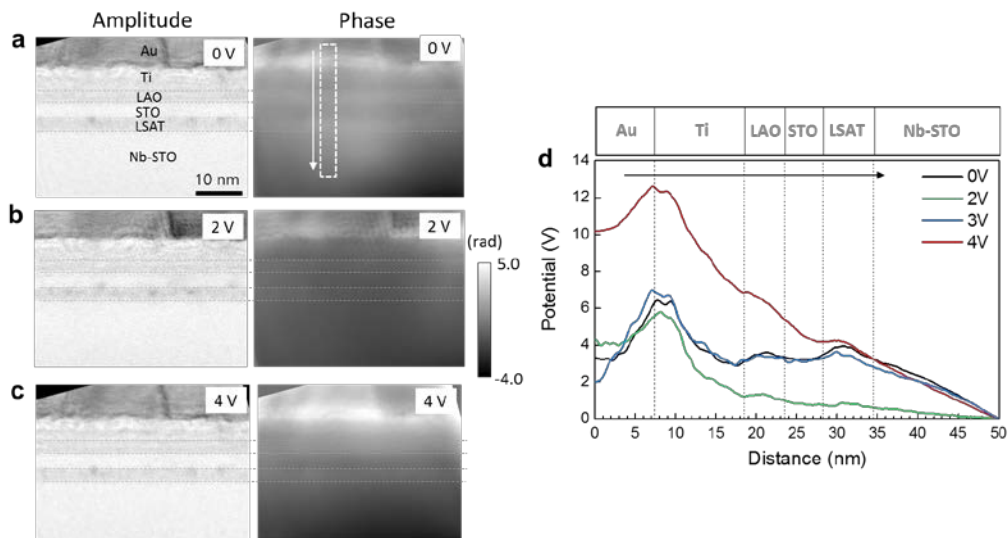 Amplitude
Phase
a
0 V
0 V
Au
Ti
LAO
STO
LSAT
Nb-STO
10 nm
b
2 V
2 V
(rad)
5.0
-4.0
c
4 V
4 V
Au
Ti
LAO
STO
LSAT
Nb-STO
d
14
12
10
8
6
4
2
0
Potential (V)
0V
2V
3V
4V
0
5
10
15
20
25
30
35
40
45
50
Distance (nm)